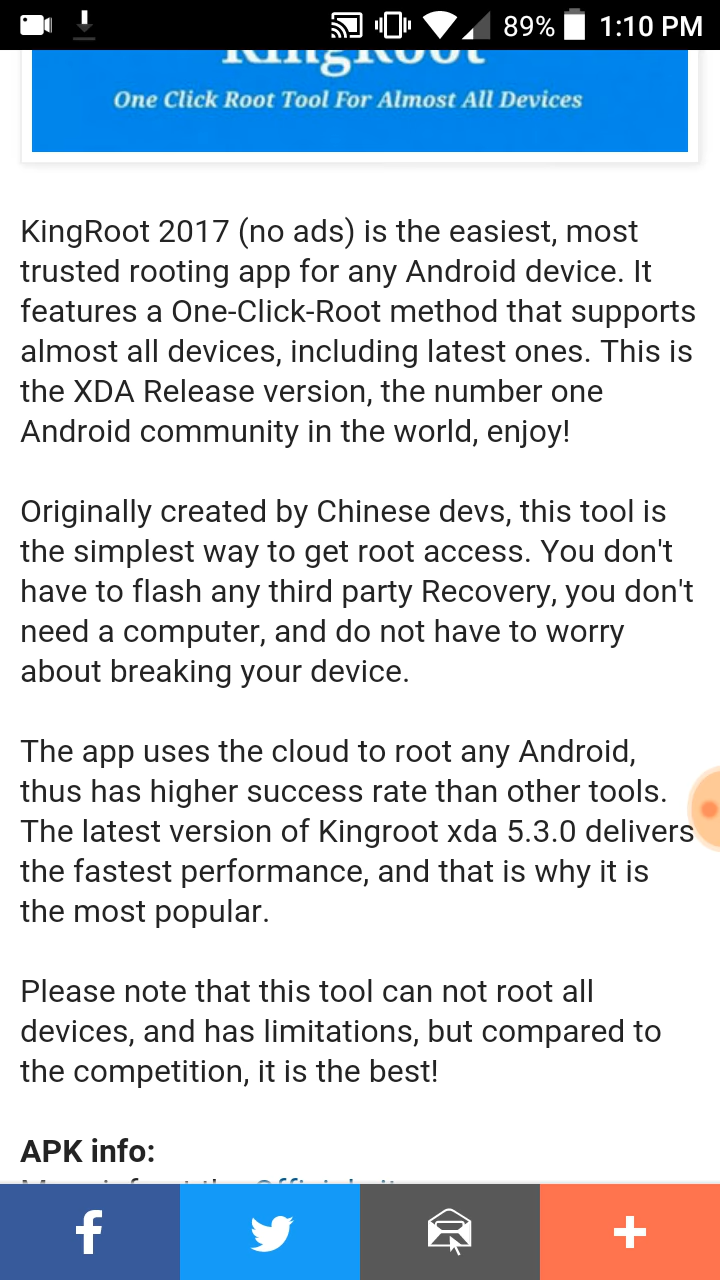 89% 1:10 PM
KingRoot
One Click Root Tool For Almost All Devices
KingRoot 2017 (no ads) is the easiest, most
trusted rooting app for any Android device. It
features a One-Click-Root method that supports
almost all devices, including latest ones. This is
the XDA Release version, the number one
Android community in the world, enjoy!
Originally created by Chinese devs, this tool is
the simplest way to get root access. You don't
have to flash any third party Recovery, you don't
need a computer, and do not have to worry
about breaking your device.
The app uses the cloud to root any Android,
thus has higher success rate than other tools.
The latest version of Kingroot xda 5.3.0 delivers
the fastest performance, and that is why it is
the most popular.
Please note that this tool can not root all
devices, and has limitations, but compared to
the competition, it is the best!
APK info: